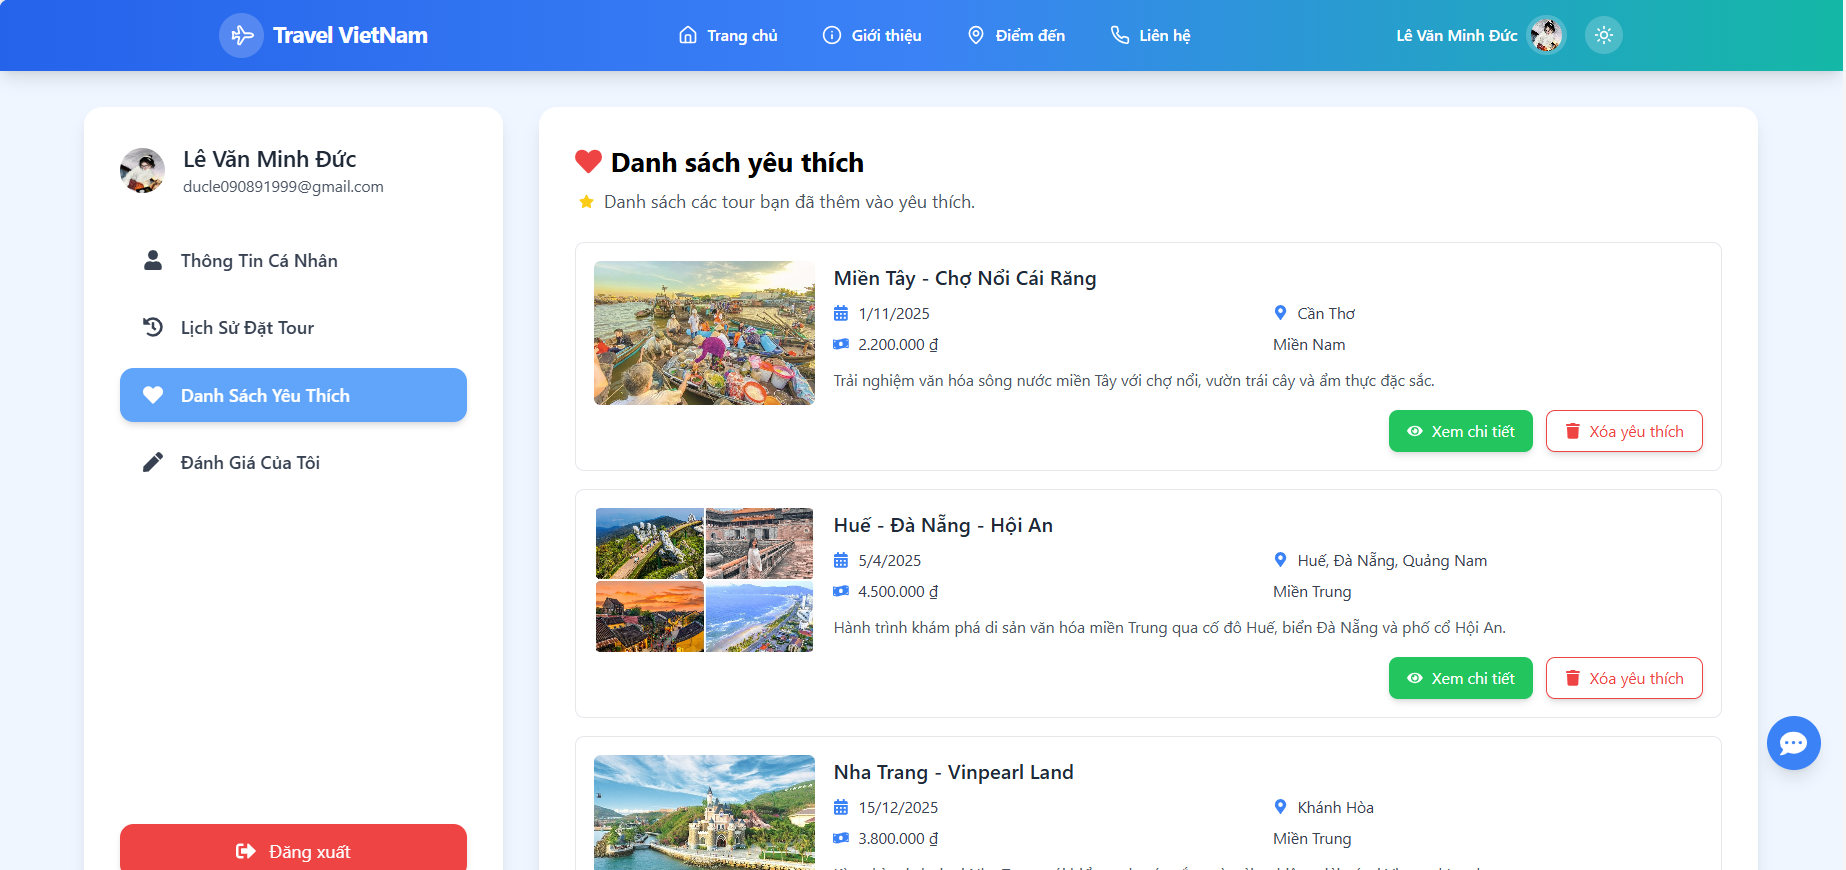 Travel VietNam
Trang chủ
Giới thiệu
Điểm đến
Liên hệ
Lê Văn Minh Đức
Lê Văn Minh Đức
ducle090891999@gmail.com
Thông Tin Cá Nhân
Lịch Sử Đặt Tour
Danh Sách Yêu Thích
Đánh Giá Của Tôi
Đăng xuất
Danh sách yêu thích
Danh sách các tour bạn đã thêm vào yêu thích.
Miền Tây - Chợ Nổi Cái Răng
1/11/2025
Cần Thơ
2.200.000 ₫
Miền Nam
Trải nghiệm văn hóa sông nước miền Tây với chợ nổi, vườn trái cây và ẩm thực đặc sắc.
Xem chi tiết
Xóa yêu thích
Huế - Đà Nẵng - Hội An
5/4/2025
Huế, Đà Nẵng, Quảng Nam
4.500.000 ₫
Miền Trung
Hành trình khám phá di sản văn hóa miền Trung qua cố đô Huế, biển Đà Nẵng và phố cổ Hội An.
Xem chi tiết
Xóa yêu thích
Nha Trang - Vinpearl Land
15/12/2025
Khánh Hòa
3.800.000 ₫
Miền Trung